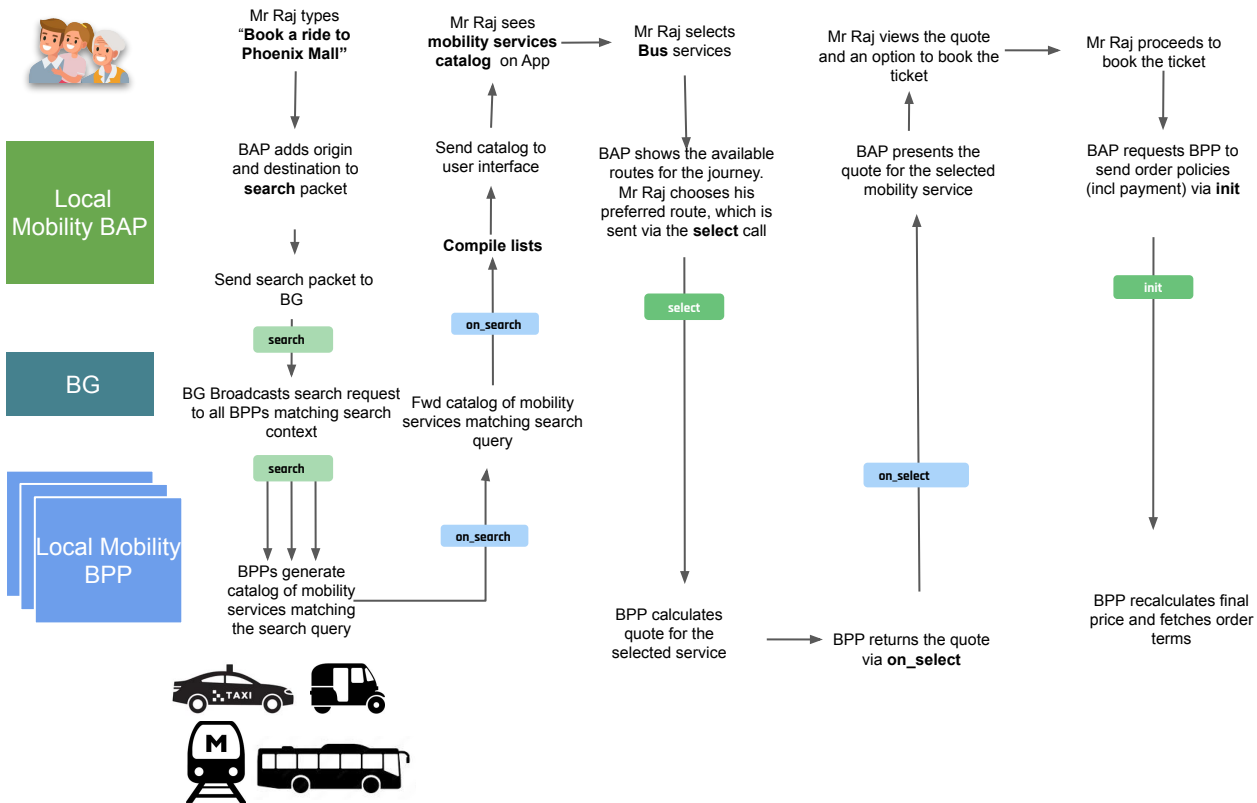 Mr Raj types
“Book a ride to
Phoenix Mall”
BAP adds origin
and destination to
search packet
Send search packet to
BG
search
BG Broadcasts search request
to all BPPs matching search
context
search
BPPs generate
catalog of mobility
services matching
the search query
on_search
Fwd catalog of mobility
services matching search
query
on_search
Compile lists
Send catalog to
user interface
Mr Raj sees
mobility services
catalog on App
Mr Raj selects
Bus services
BAP shows the available
routes for the journey.
Mr Raj chooses his
preferred route, which is
sent via the select call
select
BPP calculates
quote for the
selected service
BPP returns the quote
via on_select
on_select
BAP presents the
quote for the selected
mobility service
Mr Raj views the quote
and an option to book the
ticket
Mr Raj proceeds to
book the ticket
BAP requests BPP to
send order policies
(incl payment) via init
init
BPP recalculates final
price and fetches order
terms
Local
Mobility BAP
BG
Local Mobility
BPP
TAXI
M